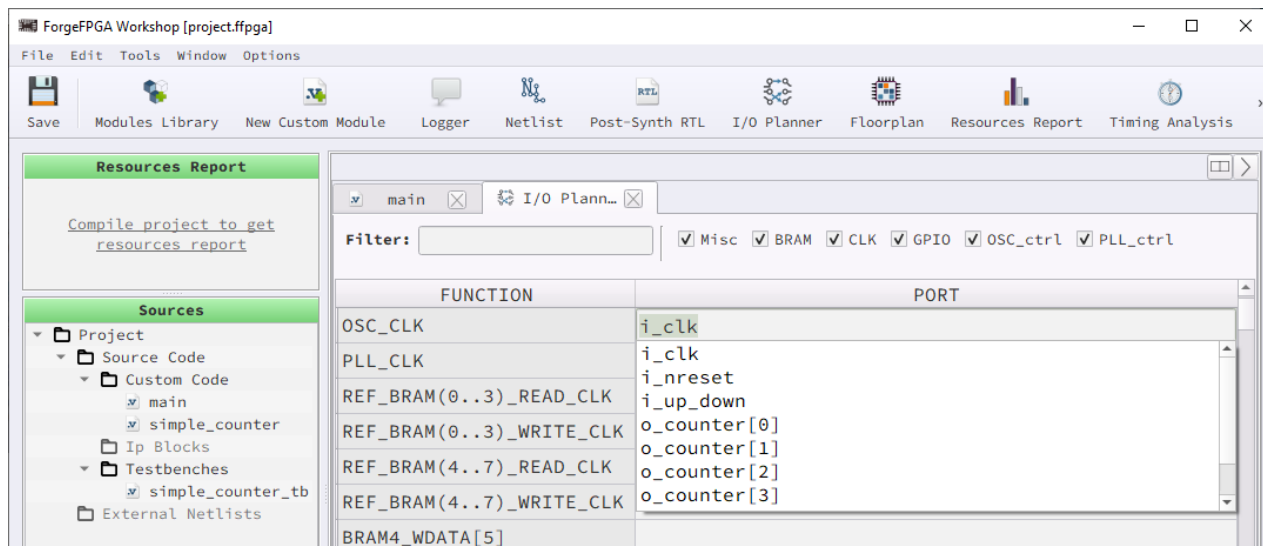 ForgeFPGA Workshop [project.ffpga]
File Edit Tools Window Options
Save Modules Library New Custom Module Logger Netlist Post-Synth RTL I/O Planner Floorplan Resources Report Timing Analysis
Resources Report
Compile project to get
resources report
Sources
Project
Source Code
Custom Code
main
simple_counter
Ip Blocks
Testbenches
simple_counter_tb
External Netlists
main I/O Plann…
Filter: Misc BRAM CLK GPIO OSC_ctrl PLL_ctrl
FUNCTION PORT
OSC_CLK i_clk
PLL_CLK
REF_BRAM(0..3)_READ_CLK
REF_BRAM(0..3)_WRITE_CLK
REF_BRAM(4..7)_READ_CLK
REF_BRAM(4..7)_WRITE_CLK
BRAM4_WDATA[5]
i_clk
i_nreset
i_up_down
o_counter[0]
o_counter[1]
o_counter[2]
o_counter[3]